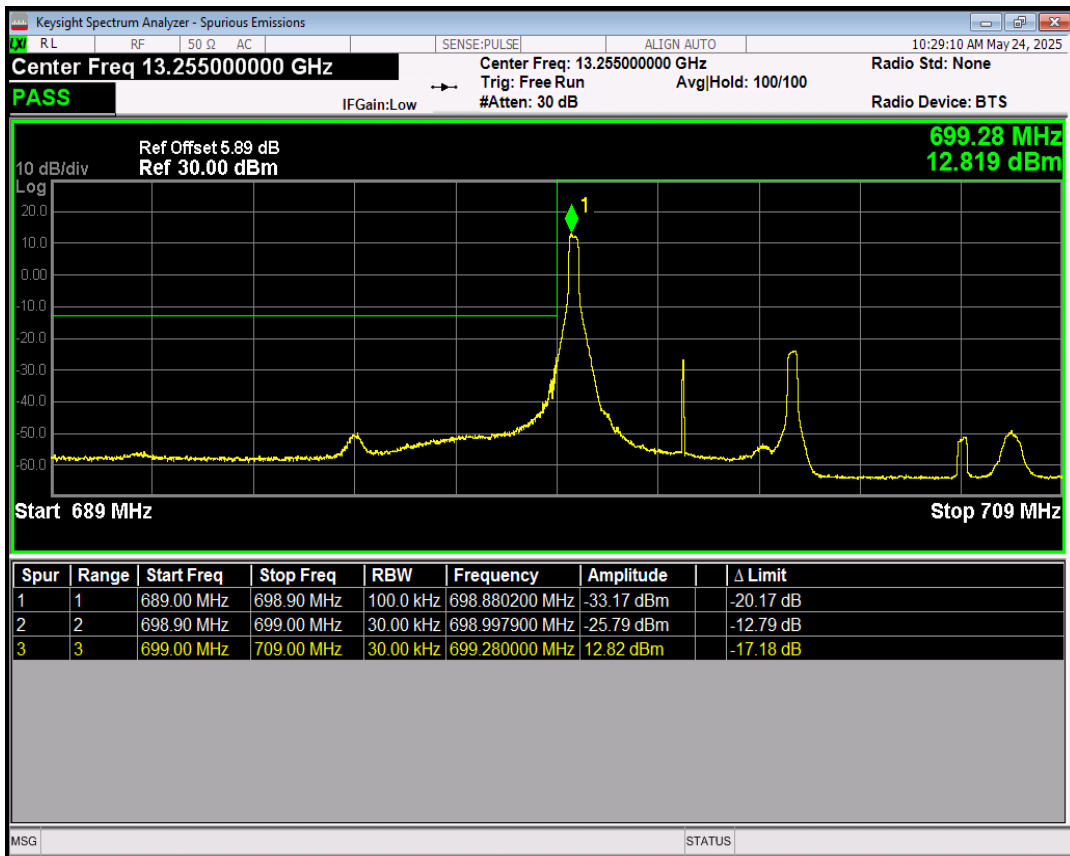 Keysight Spectrum Analyzer - Spurious Emissions
LXI RL RF 50 Ω AC SENSE:PULSE ALIGN AUTO 10:29:10 AM May 24, 2025
Center Freq 13.255000000 GHz Center Freq: 13.255000000 GHz Radio Std: None
Trig: Free Run Avg|Hold: 100/100
PASS IFGain:Low #Atten: 30 dB Radio Device: BTS
699.28 MHz
Ref Offset 5.89 dB
10 dB/div Ref 30.00 dBm 12.819 dBm
Log
1
20.0
10.0
0.00
-10.0
-20.0
-30.0
-40.0
-50.0
-60.0
Start 689 MHz Stop 709 MHz
Spur Range Start Freq Stop Freq RBW Frequency Amplitude Δ Limit
1 1 689.00 MHz 698.90 MHz 100.0 kHz 698.880200 MHz -33.17 dBm -20.17 dB
2 2 698.90 MHz 699.00 MHz 30.00 kHz 698.997900 MHz -25.79 dBm -12.79 dB
3 3 699.00 MHz 709.00 MHz 30.00 kHz 699.280000 MHz 12.82 dBm -17.18 dB
MSG STATUS